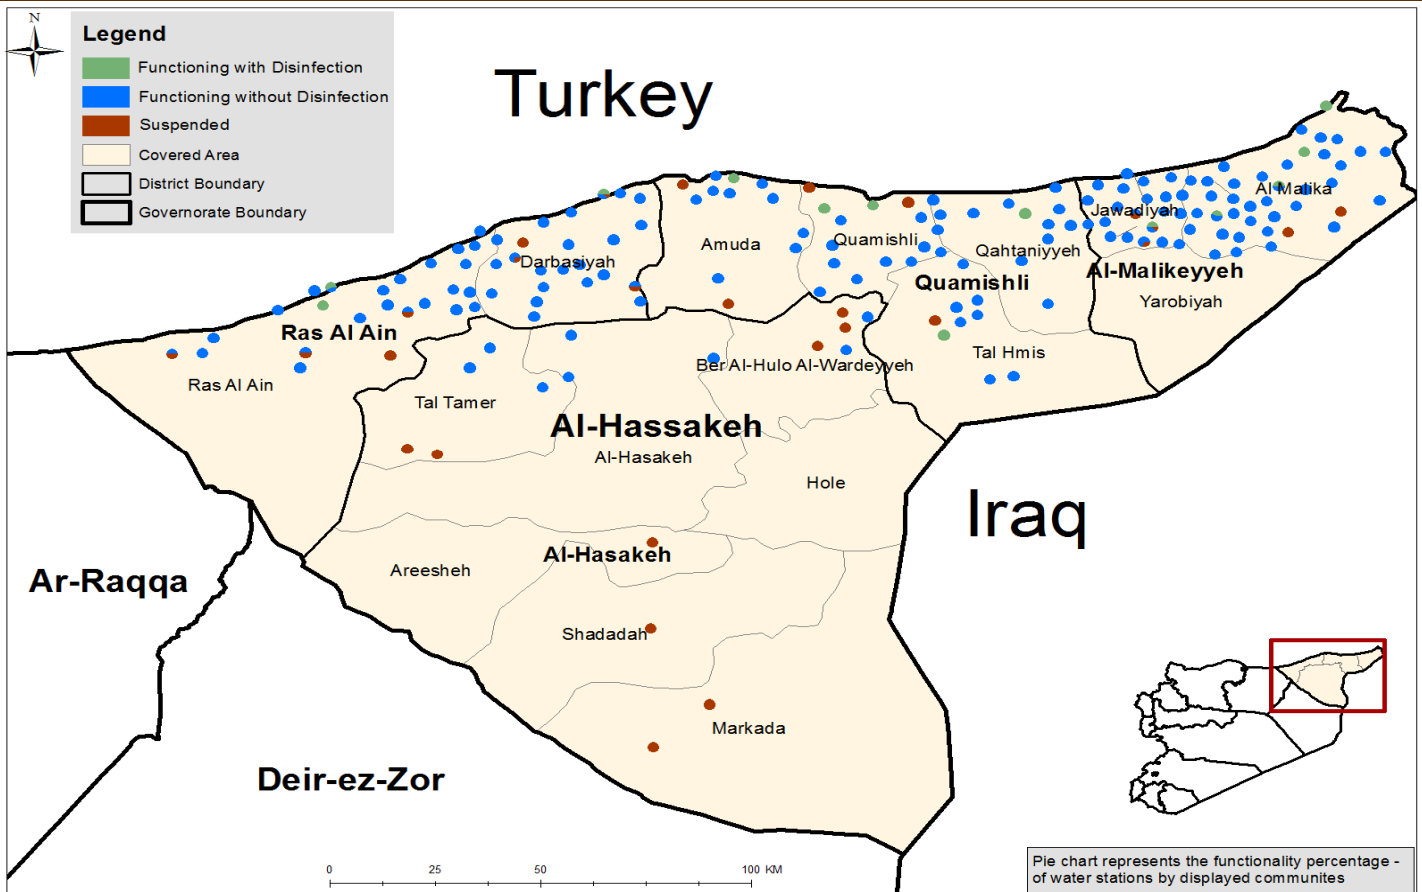 N
Legend
Functioning with Disinfection
Functioning without Disinfection
Suspended
Covered Area
District Boundary
Governorate Boundary
Turkey
Al Malika
Jawadiyah
Amuda
Quamishli
Qahtaniyyeh
Darbasiyah
Al-Malikeyyeh
Quamishli
Yarobiyah
Ras Al Ain
Tal Hmis
Ber Al-Hulo Al-Wardeyyeh
Ras Al Ain
Tal Tamer
Al-Hassakeh
Al-Hasakeh
Hole
Iraq
Al-Hasakeh
Areesheh
Ar-Raqqa
Shadadah
Markada
Deir-ez-Zor
0 25 50 100 KM
Pie chart represents the functionality percentage -
of water stations by displayed communites